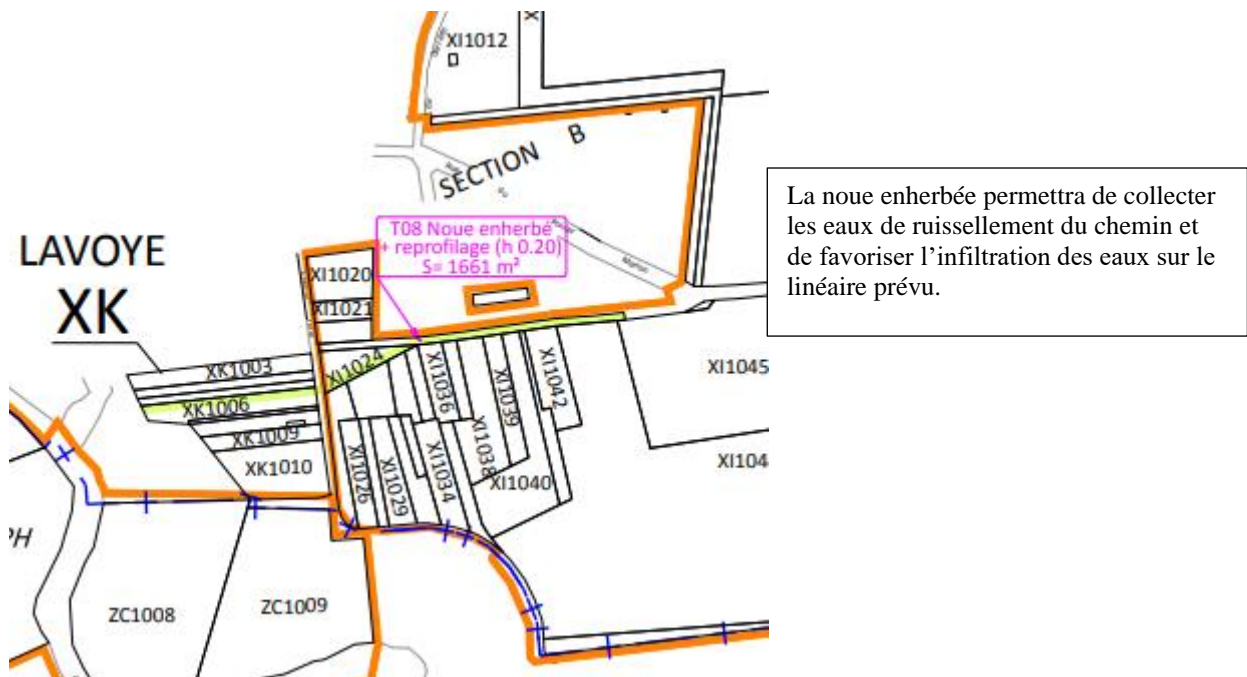 XI1012
SECTION B
T08 Noue enherbé
+ reprofilage (h 0.20)
S= 1661 m²
La noue enherbée permettra de collecter
les eaux de ruissellement du chemin et
de favoriser l’infiltration des eaux sur le
linéaire prévu.
LAVOYE
XK
XI1020
XI1021
XK1003
XI1024
XK1006
XK1009
XK1010
XI1036
XI1039
XI1042
XI1045
XI1038
XI1026
XI1029
XI1034
XI1040
XI104
PH
ZC1008
ZC1009